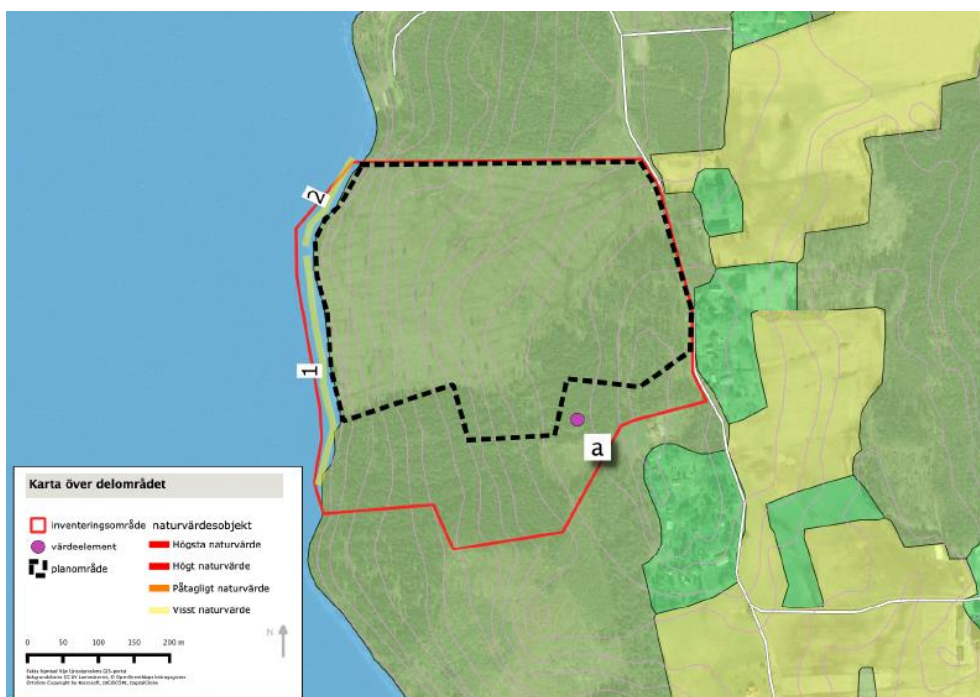 2
1
a
Karta över delområdet
inventeringsområde
värdeelement
planområde
naturvärdesobjekt
Högsta naturvärde
Högt naturvärde
Påtagligt naturvärde
Visst naturvärde
0 50 100 150 200 m
N